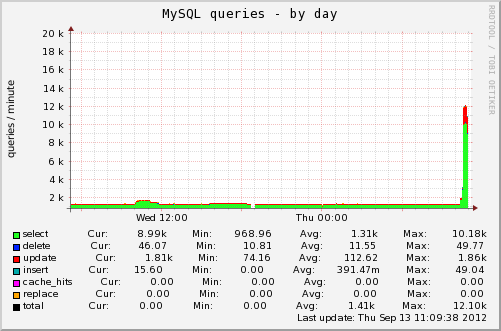 MySQL queries - by day
RRDTOOL / TOBI OETIKER
queries / minute
20 k
18 k
16 k
14 k
12 k
10 k
8 k
6 k
4 k
2 k
Wed 12:00 Thu 00:00
select Cur: 8.99k Min: 968.96 Avg: 1.31k Max: 10.18k
delete Cur: 46.07 Min: 10.81 Avg: 11.55 Max: 49.77
update Cur: 1.81k Min: 74.16 Avg: 112.62 Max: 1.86k
insert Cur: 15.60 Min: 0.00 Avg: 391.47m Max: 49.04
cache_hits Cur: 0.00 Min: 0.00 Avg: 0.00 Max: 0.00
replace Cur: 0.00 Min: 0.00 Avg: 0.00 Max: 0.00
total Cur: 0.00 Min: 0.00 Avg: 1.41k Max: 12.10k
Last update: Thu Sep 13 11:09:38 2012